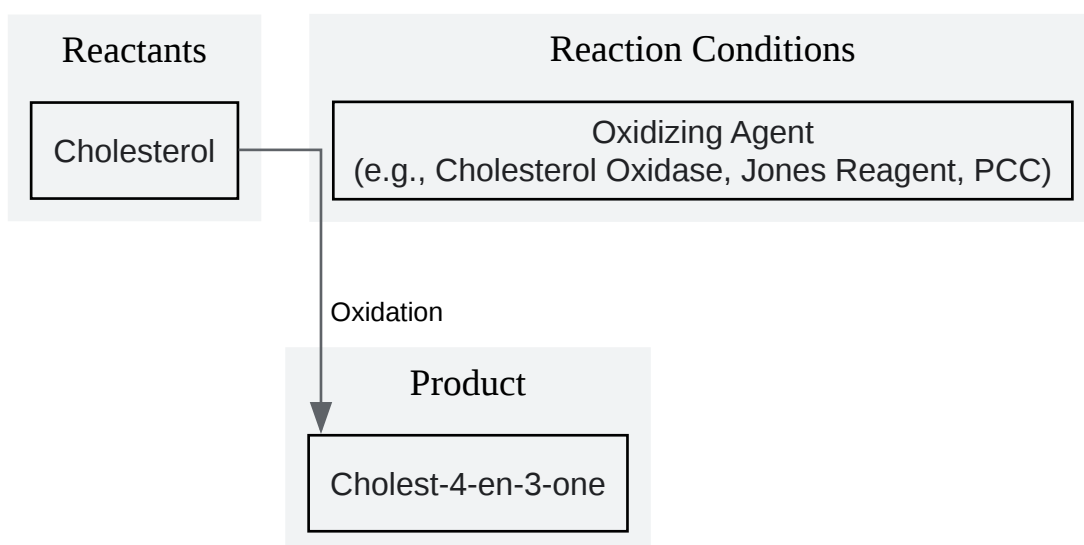 Reactants
Cholesterol
Reaction Conditions
Oxidizing Agent
(e.g., Cholesterol Oxidase, Jones Reagent, PCC)
Oxidation
Product
Cholest-4-en-3-one